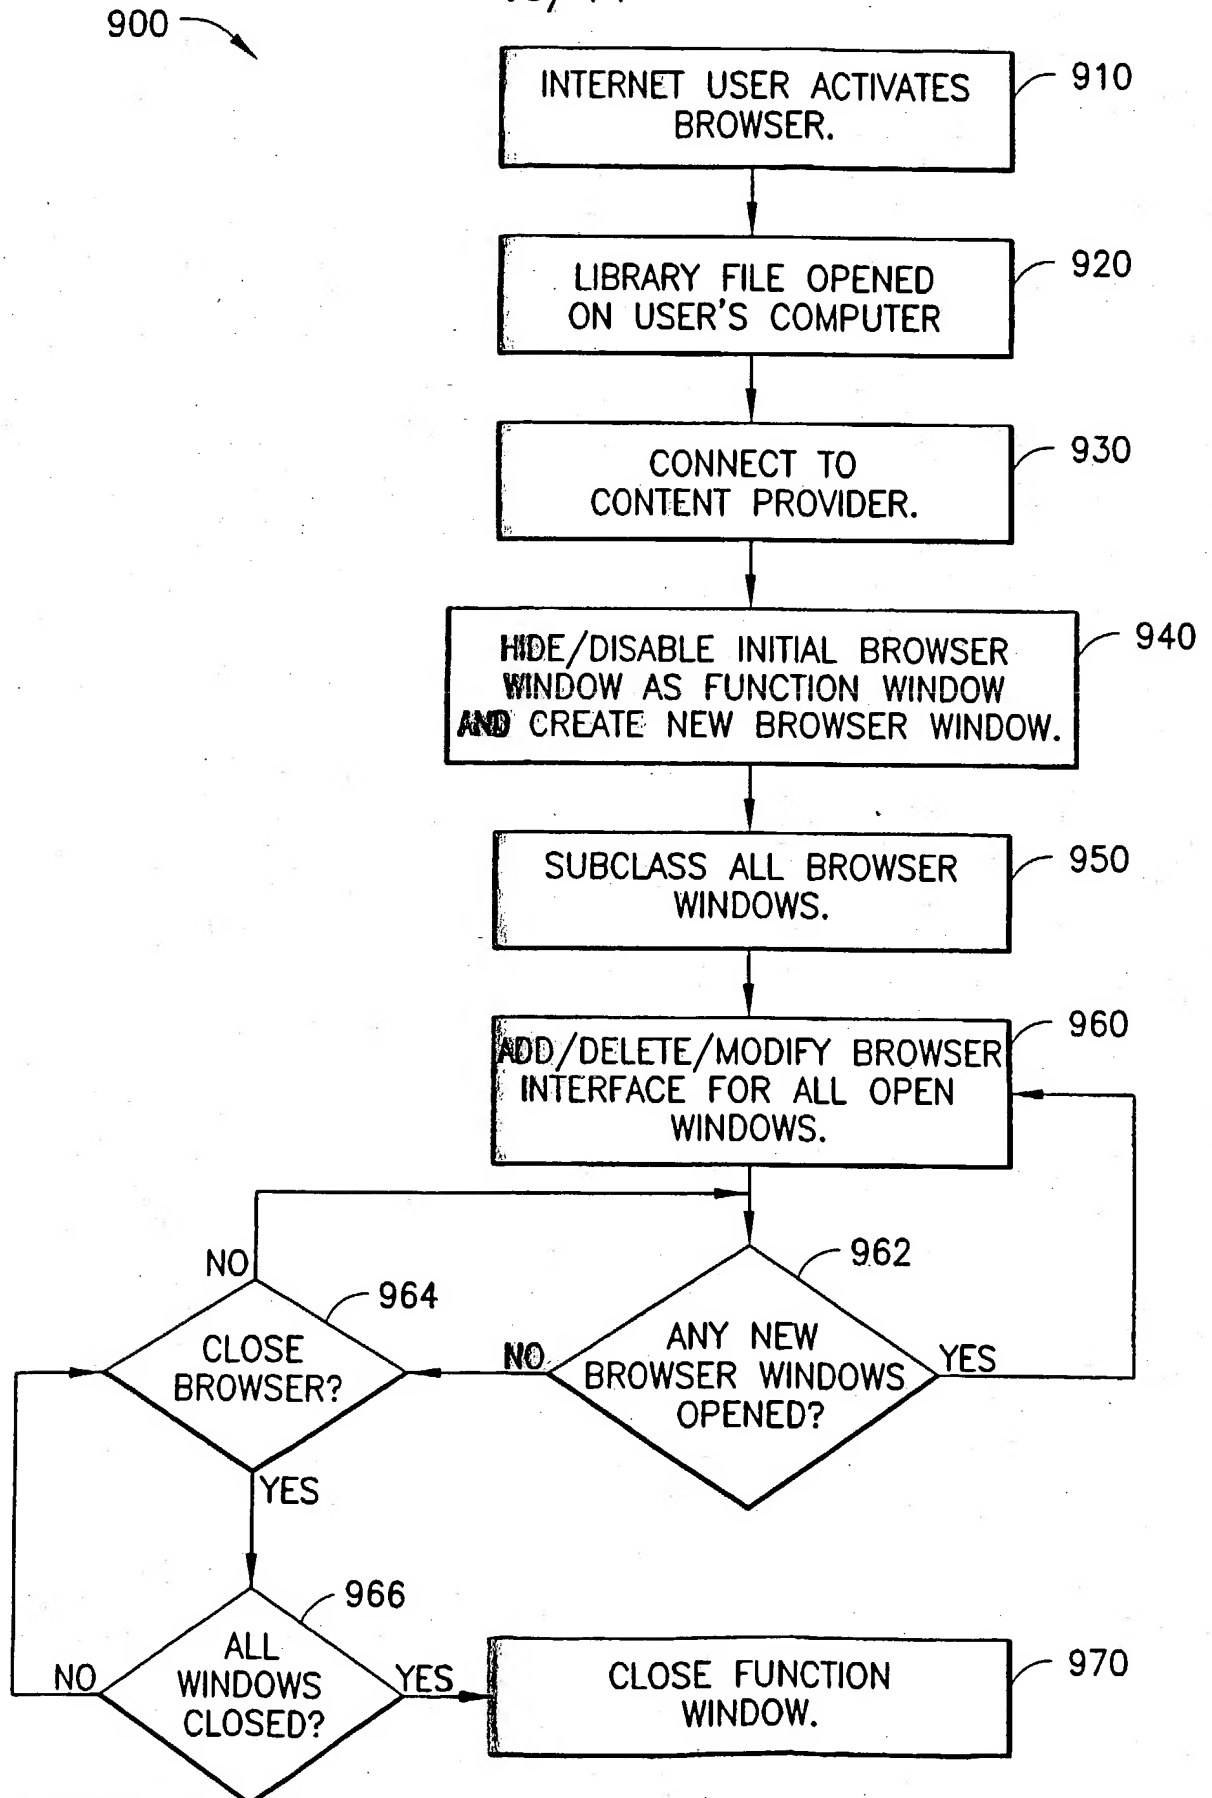 900
INTERNET USER ACTIVATES
BROWSER.
910
LIBRARY FILE OPENED
ON USER'S COMPUTER
920
CONNECT TO
CONTENT PROVIDER.
930
HIDE/DISABLE INITIAL BROWSER
WINDOW AS FUNCTION WINDOW
AND CREATE NEW BROWSER WINDOW.
940
SUBCLASS ALL BROWSER
WINDOWS.
950
ADD/DELETE/MODIFY BROWSER
INTERFACE FOR ALL OPEN
WINDOWS.
960
ANY NEW
BROWSER WINDOWS
OPENED?
962
YES
NO
CLOSE
BROWSER?
964
NO
YES
ALL
WINDOWS
CLOSED?
966
NO
YES
CLOSE FUNCTION
WINDOW.
970